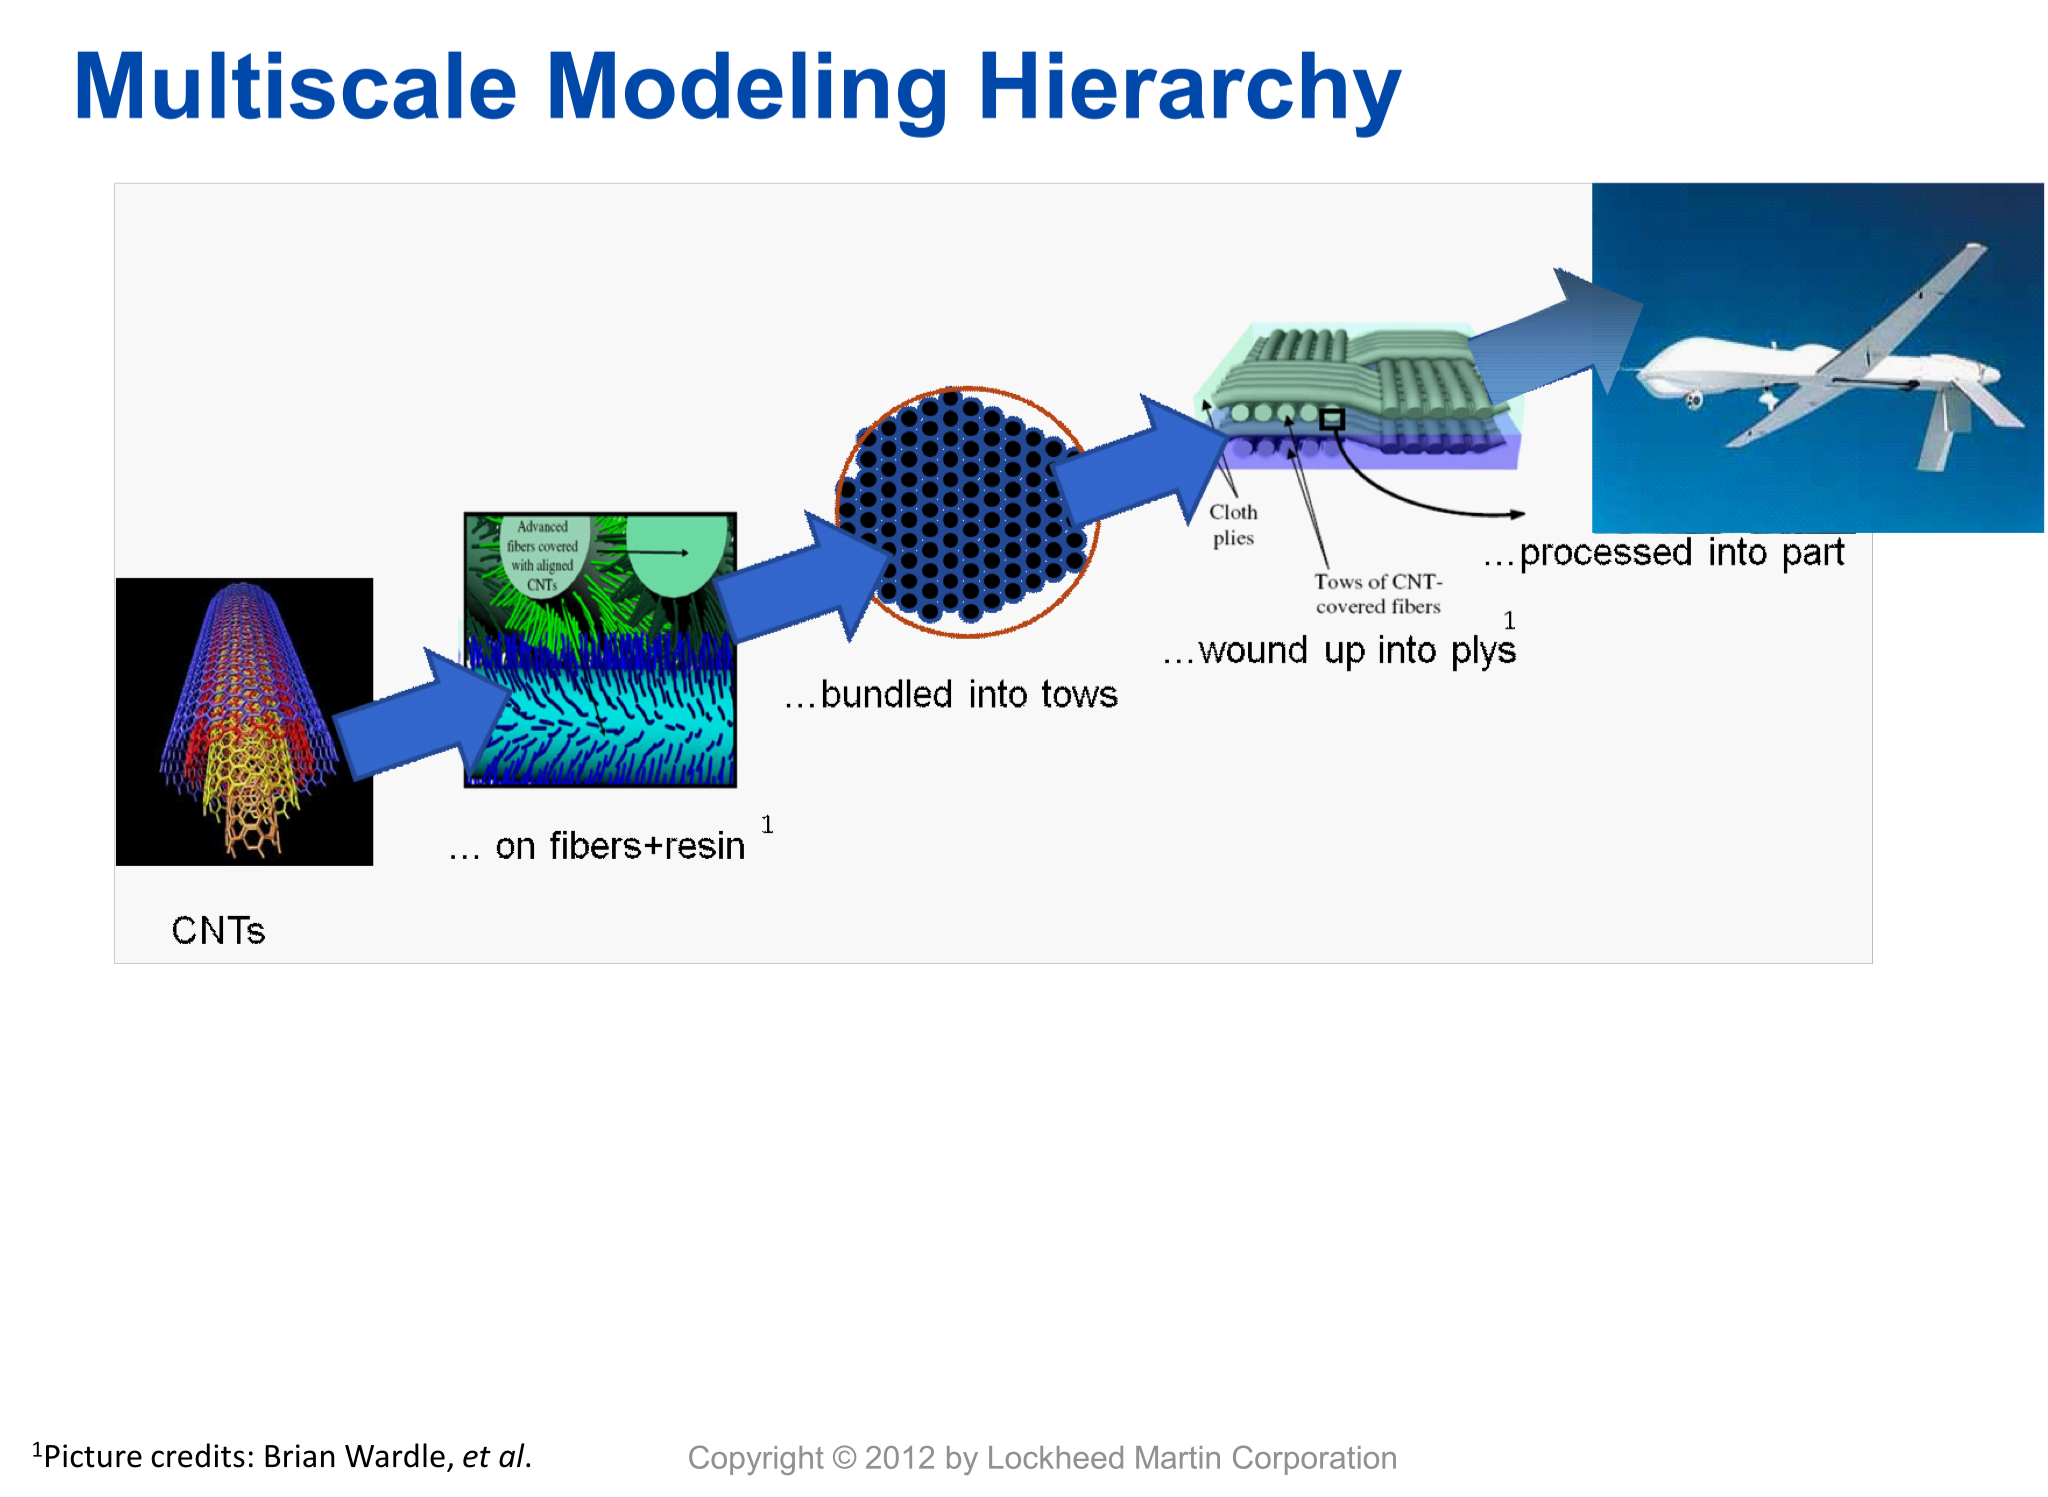 Multiscale Modeling Hierarchy
Advanced
fibers covered
with aligned
CNTs
Cloth
plies
Tows of CNT-
covered fibers
CNTs
... on fibers+resin 1
...bundled into tows
...wound up into plys1
...processed into part
1Picture credits: Brian Wardle, et al.
Copyright © 2012 by Lockheed Martin Corporation